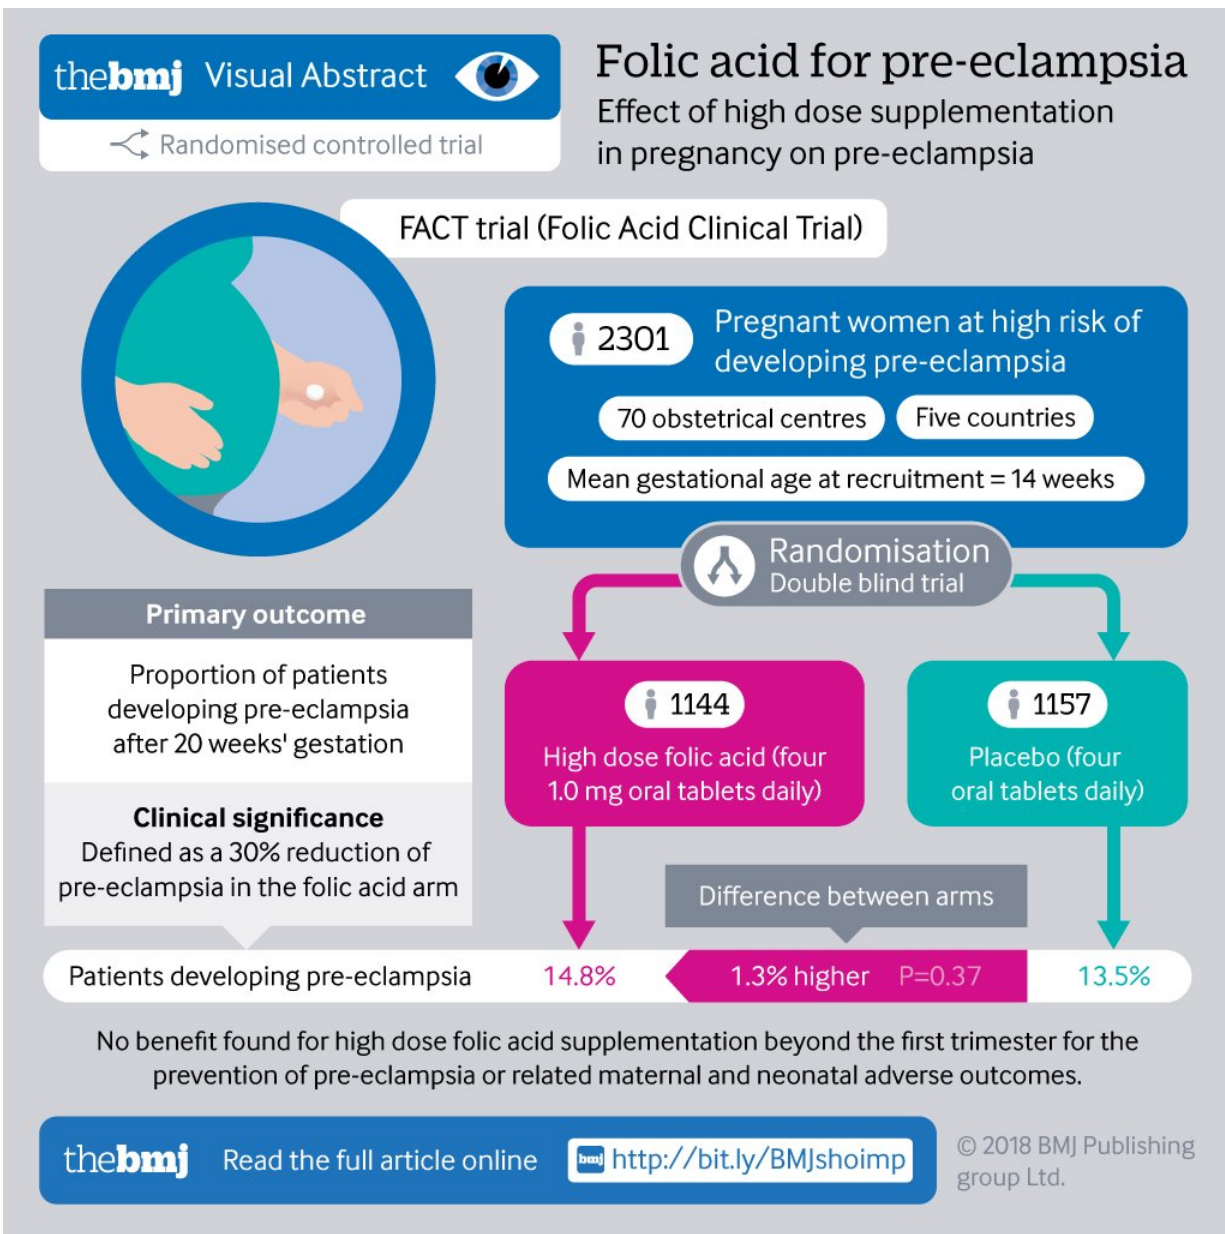 thebmj Visual Abstract
Randomised controlled trial
Folic acid for pre-eclampsia
Effect of high dose supplementation
in pregnancy on pre-eclampsia
FACT trial (Folic Acid Clinical Trial)
2301
Pregnant women at high risk of
developing pre-eclampsia
70 obstetrical centres
Five countries
Mean gestational age at recruitment = 14 weeks
Randomisation
Double blind trial
Primary outcome
Proportion of patients
developing pre-eclampsia
after 20 weeks' gestation
Clinical significance
Defined as a 30% reduction of
pre-eclampsia in the folic acid arm
1144
High dose folic acid (four
1.0 mg oral tablets daily)
1157
Placebo (four
oral tablets daily)
Difference between arms
Patients developing pre-eclampsia 14.8% 1.3% higher P=0.37 13.5%
No benefit found for high dose folic acid supplementation beyond the first trimester for the
prevention of pre-eclampsia or related maternal and neonatal adverse outcomes.
thebmj Read the full article online bmj http://bit.ly/BMJshoimp
© 2018 BMJ Publishing
group Ltd.